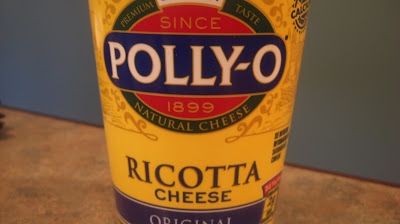 PREMIUM TASTE
SINCE
POLLY-O
1899
NATURAL CHEESE
RICOTTA
CHEESE
ORIGINAL